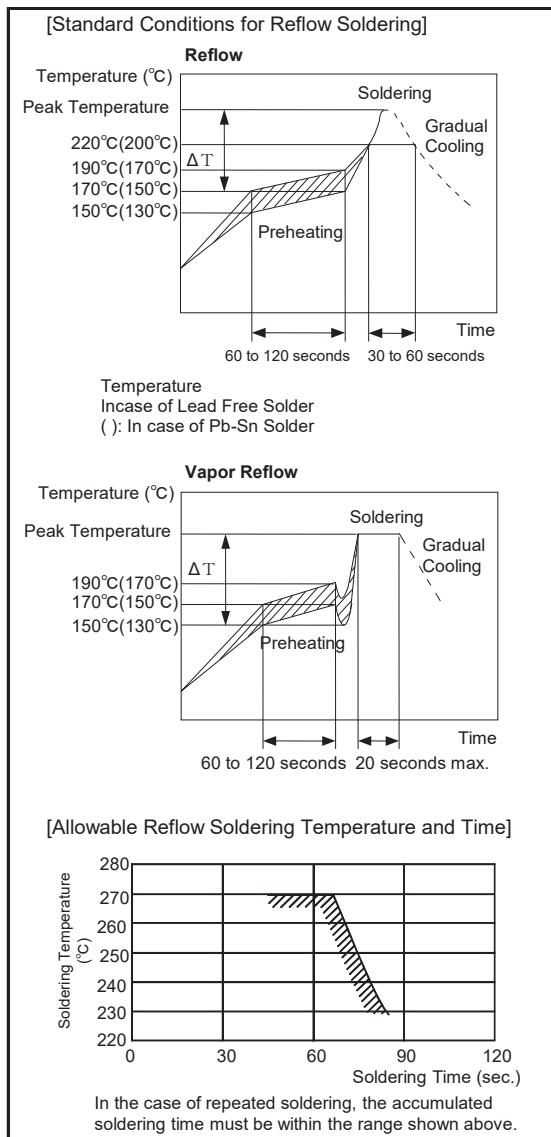 [Standard Conditions for Reflow Soldering]
Reflow
Temperature (℃)
Peak Temperature
Soldering
220℃(200℃)
ΔT
Gradual
Cooling
190℃(170℃)
170℃(150℃)
150℃(130℃)
Preheating
Time
60 to 120 seconds
30 to 60 seconds
Temperature
Incase of Lead Free Solder
( ): In case of Pb-Sn Solder
Vapor Reflow
Temperature (℃)
Peak Temperature
Soldering
ΔT
Gradual
Cooling
190℃(170℃)
170℃(150℃)
150℃(130℃)
Preheating
Time
60 to 120 seconds
20 seconds max.
[Allowable Reflow Soldering Temperature and Time]
Soldering Temperature
(℃)
280
270
260
250
240
230
220
0
30
60
90
120
Soldering Time (sec.)
In the case of repeated soldering, the accumulated
soldering time must be within the range shown above.